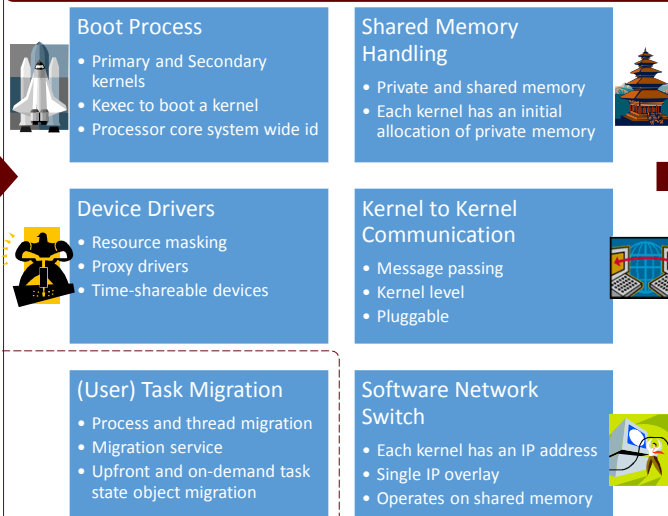 Boot Process
• Primary and Secondary
kernels
• Kexec to boot a kernel
• Processor core system wide id
Shared Memory
Handling
• Private and shared memory
• Each kernel has an initial
allocation of private memory
Device Drivers
• Resource masking
• Proxy drivers
• Time-shareable devices
Kernel to Kernel
Communication
• Message passing
• Kernel level
• Pluggable
(User) Task Migration
• Process and thread migration
• Migration service
• Upfront and on-demand task
state object migration
Software Network
Switch
• Each kernel has an IP address
• Single IP overlay
• Operates on shared memory